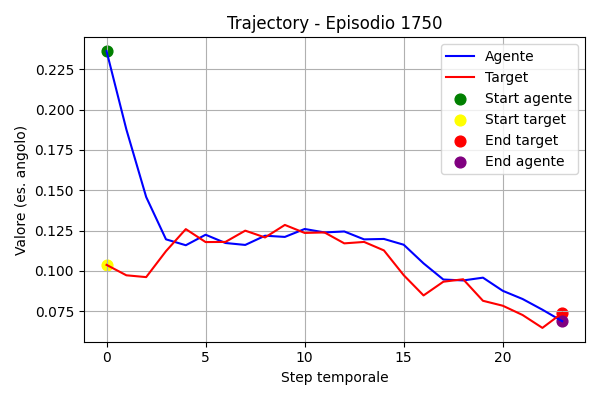 Trajectory - Episodio 1750
Agente
Target
Start agente
Start target
End target
End agente
Valore (es. angolo)
0.225
0.200
0.175
0.150
0.125
0.100
0.075
0 5 10 15 20
Step temporale